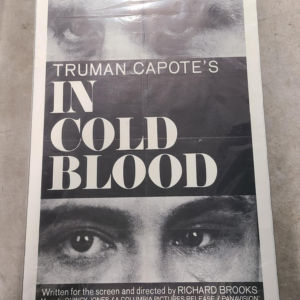 TRUMAN CAPOTE'S
IN
COLD
BLOOD
Written for the screen and directed by RICHARD BROOKS
Music QUINCY JONES / A COLUMBIA PICTURES RELEASE / PANAVISION®